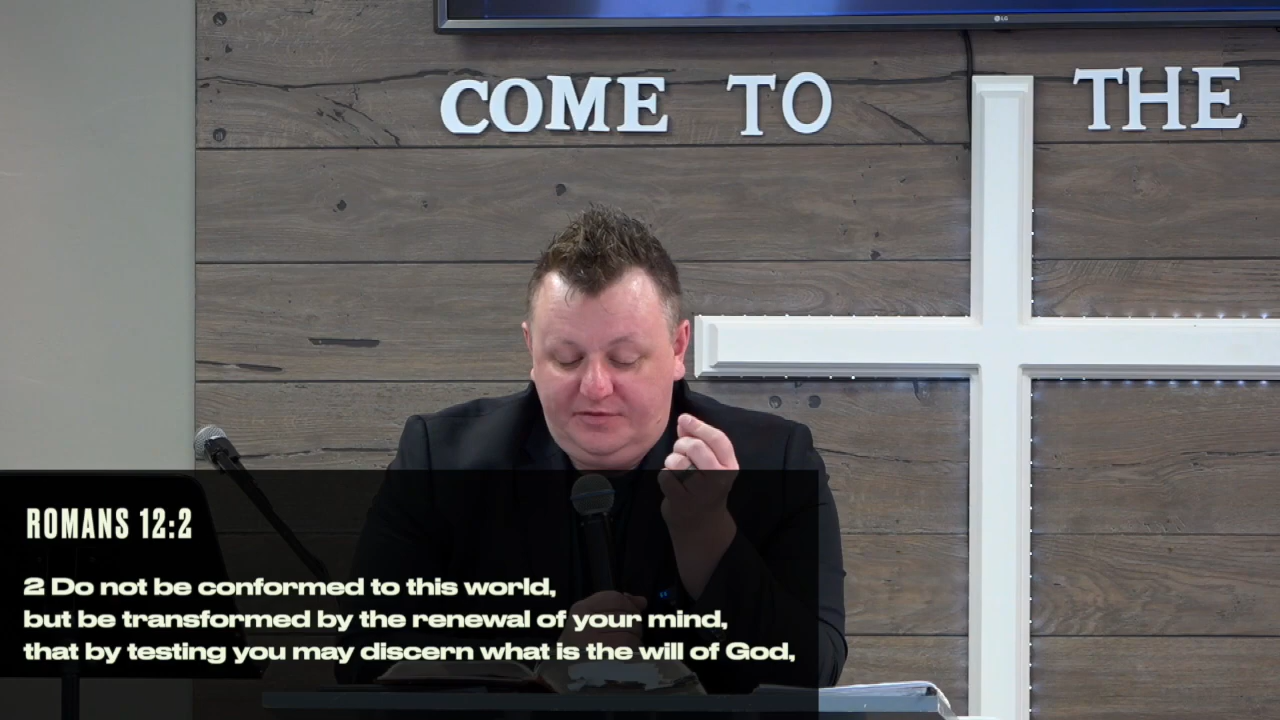 LG
COME TO THE
ROMANS 12:2
2 Do not be conformed to this world,
but be transformed by the renewal of your mind,
that by testing you may discern what is the will of God,